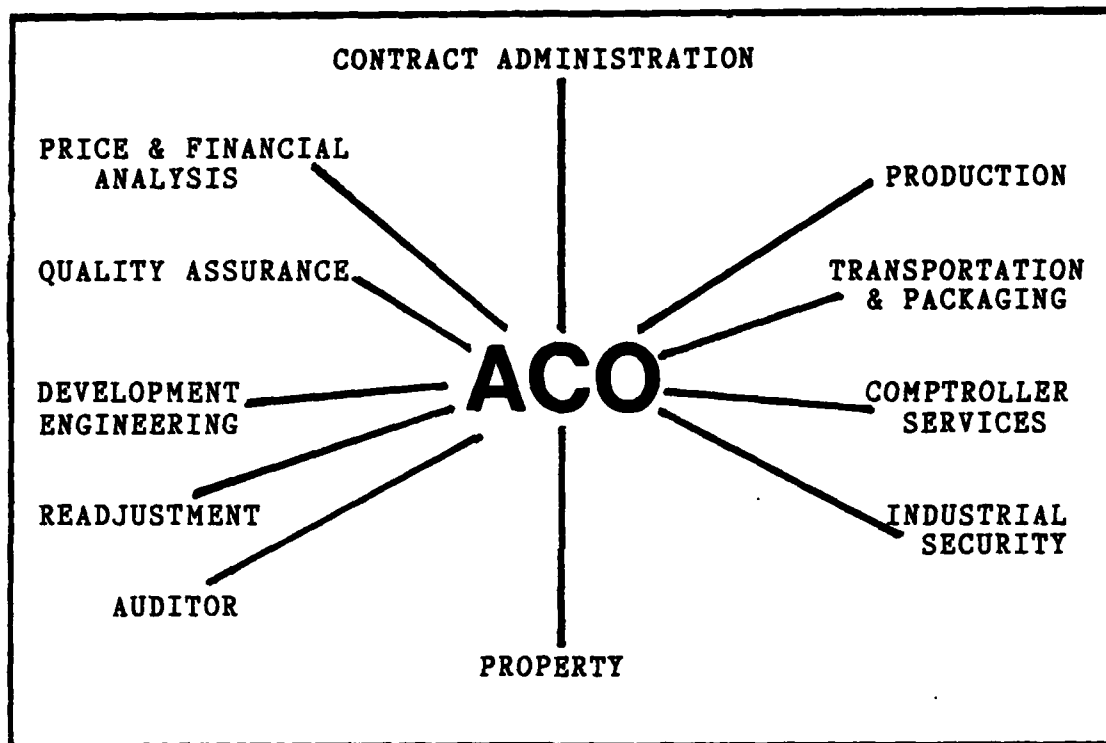 CONTRACT ADMINISTRATION
PRICE & FINANCIAL
ANALYSIS
PRODUCTION
QUALITY ASSURANCE
TRANSPORTATION
& PACKAGING
ACO
DEVELOPMENT
ENGINEERING
COMPTROLLER
SERVICES
READJUSTMENT
INDUSTRIAL
SECURITY
AUDITOR
PROPERTY